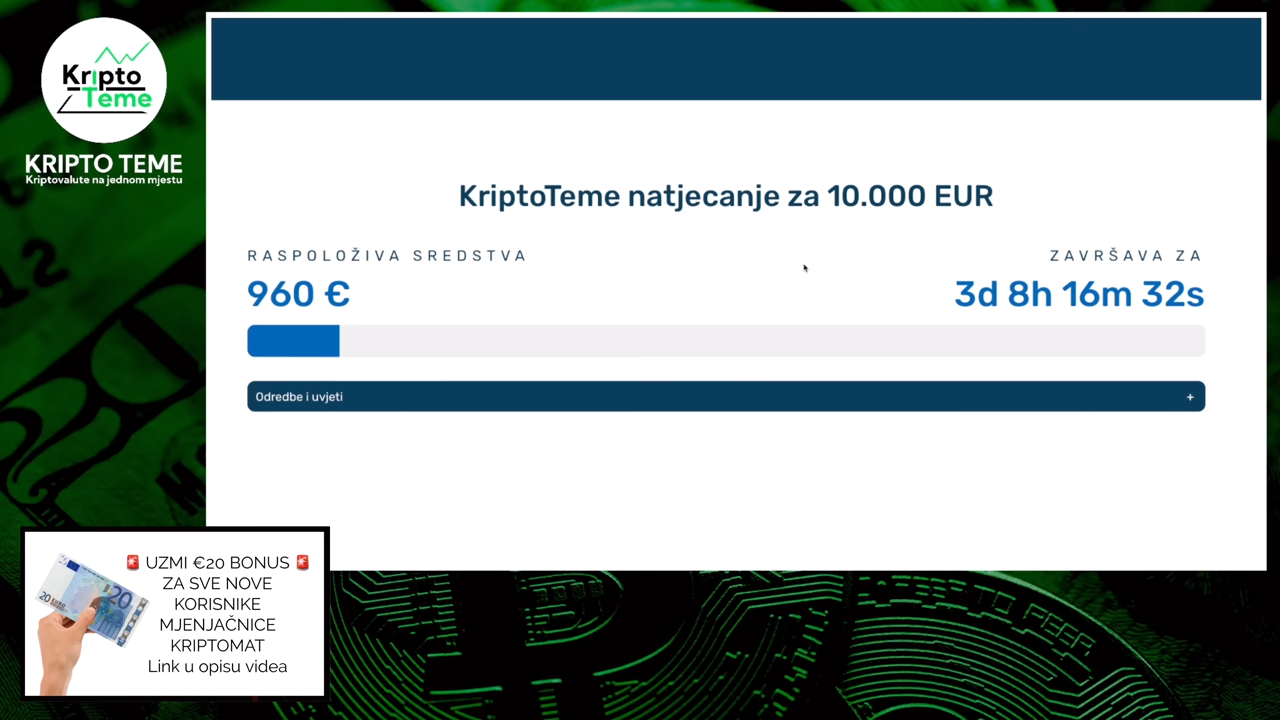 Kripto
Teme
KRIPTO TEME
Kriptovalute na jednom mjestu
KriptoTeme natjecanje za 10.000 EUR
RASPOLOŽIVA SREDSTVA
ZAVRŠAVA ZA
960 €
3d 8h 16m 32s
Odredbe i uvjeti
+
🚨 UZMI €20 BONUS 🚨
ZA SVE NOVE
KORISNIKE
MJENJAČNICE
KRIPTOMAT
Link u opisu videa
20 EURO
20